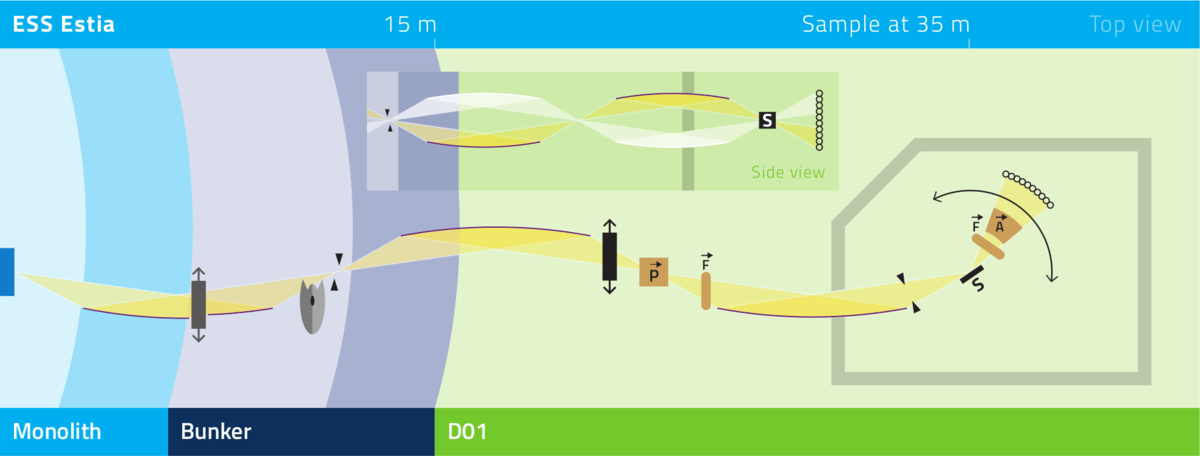 ESS Estia
15 m
Sample at 35 m
Top view
S
Side view
F
A
F
P
S
Monolith
Bunker
D01